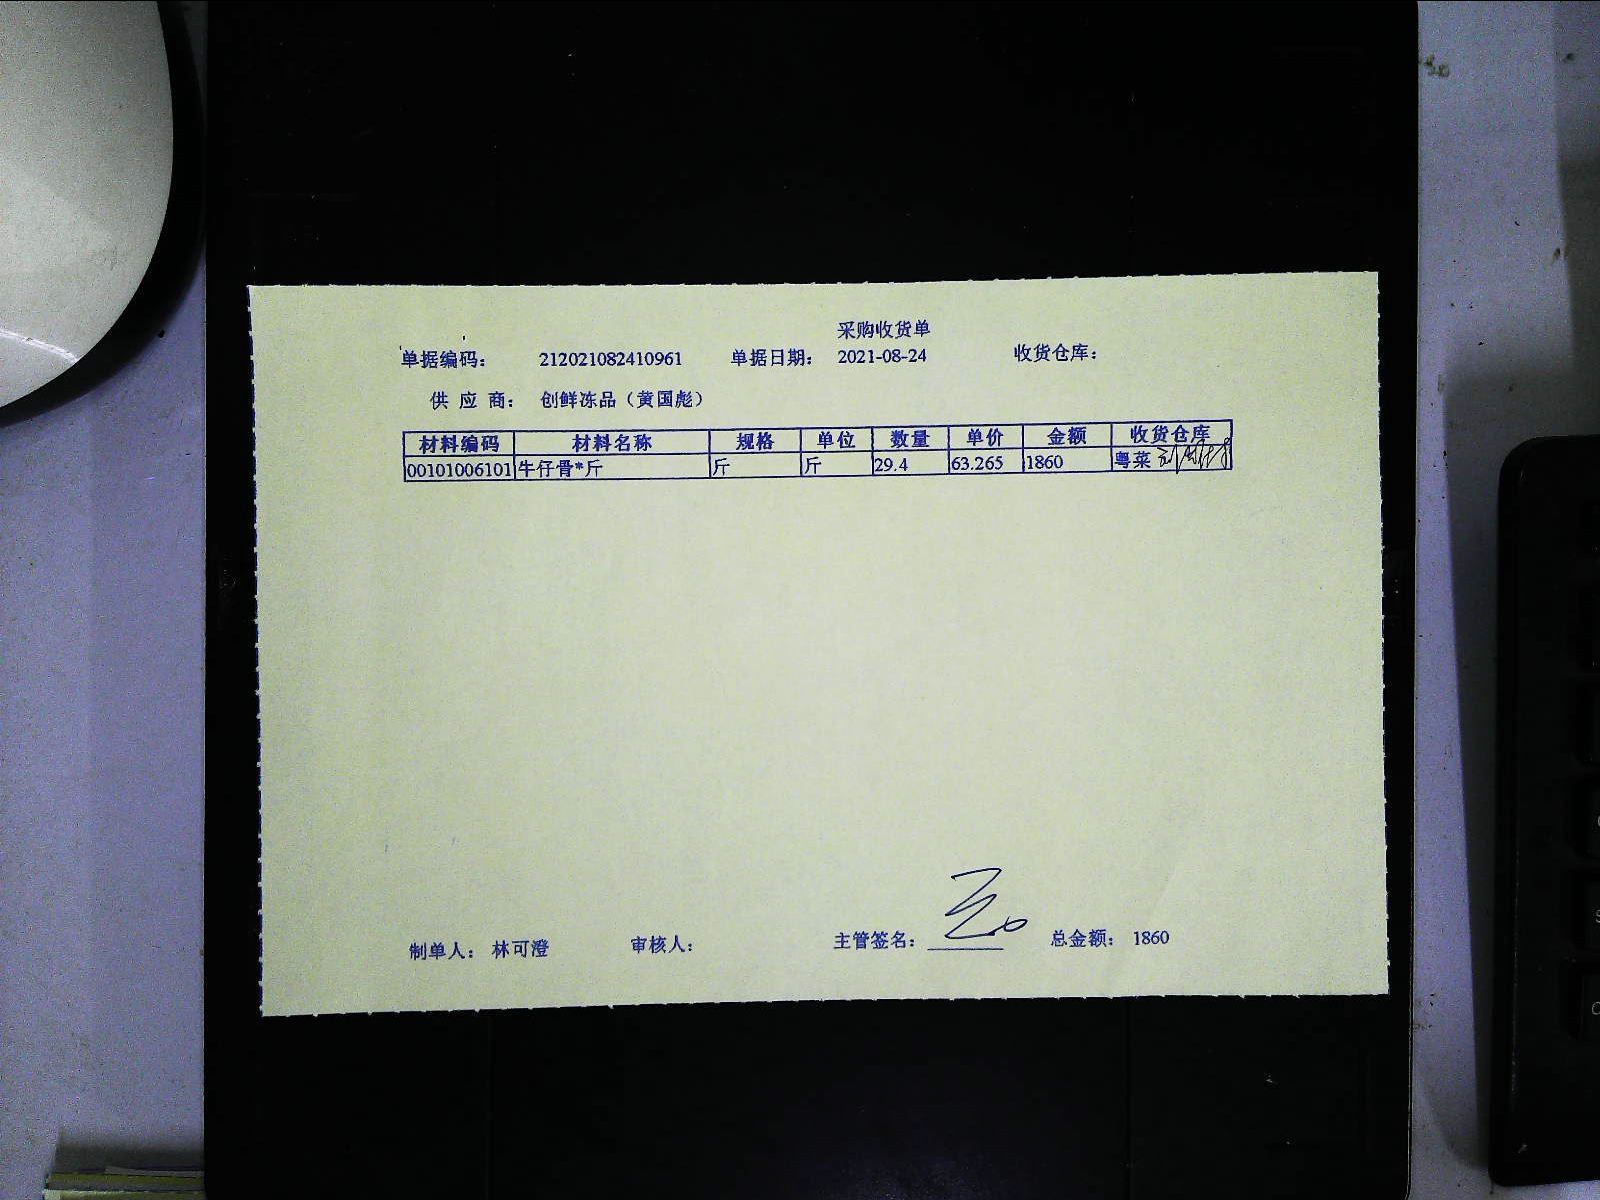 采购收货单
单据编码： 212021082410961 单据日期： 2021-08-24 收货仓库：
供 应 商： 创鲜冻品（黄国彪）
材料编码 材料名称 规格 单位 数量 单价 金额 收货仓库
00101006101 牛仔骨*斤 斤 斤 29.4 63.265 1860 粤菜
制单人： 林可澄 审核人： 主管签名： 总金额： 1860